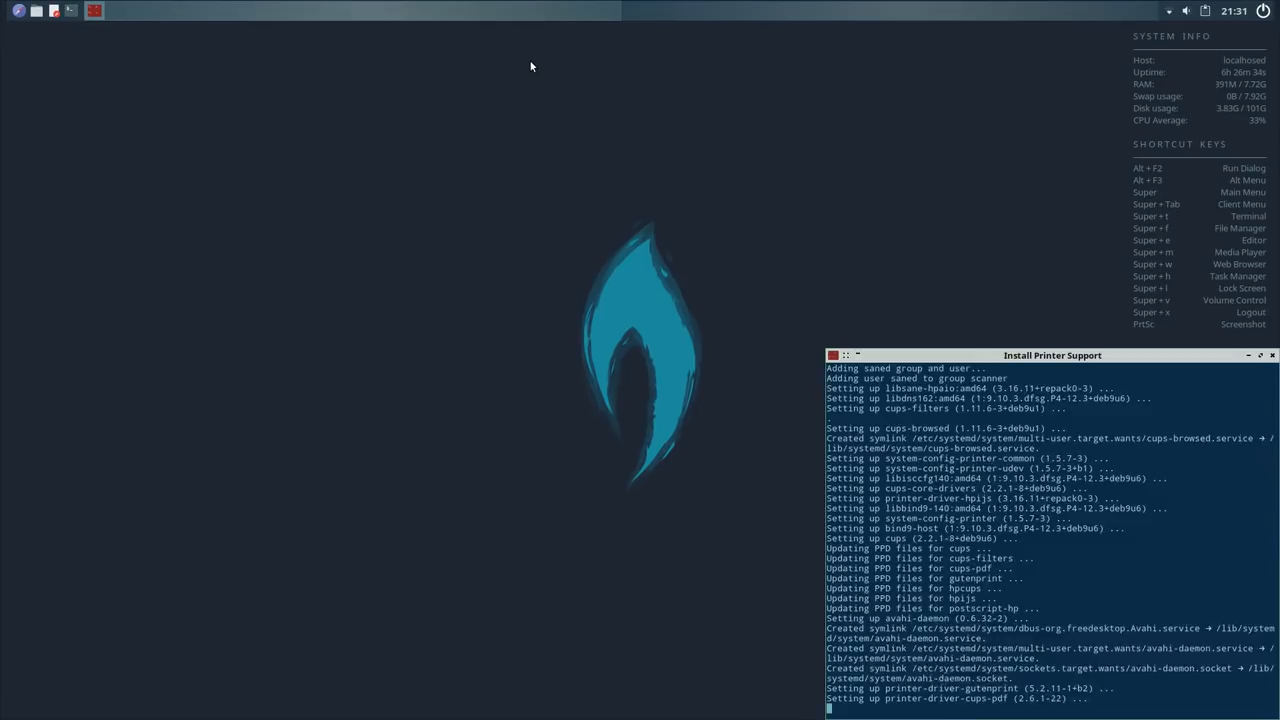 21:31
SYSTEM INFO
Host: localhosed
Uptime: 6h 26m 34s
RAM: 391M / 7.72G
Swap usage: 0B / 7.92G
Disk usage: 3.83G / 101G
CPU Average: 33%
SHORTCUT KEYS
Alt + F2 Run Dialog
Alt + F3 Alt Menu
Super Main Menu
Super + Tab Client Menu
Super + t Terminal
Super + f File Manager
Super + e Editor
Super + m Media Player
Super + w Web Browser
Super + h Task Manager
Super + l Lock Screen
Super + v Volume Control
Super + x Logout
PrtSc Screenshot
Install Printer Support
Adding saned group and user...
Adding user saned to group scanner
Setting up libsane-hpaio:amd64 (3.16.11+repack0-3) ...
Setting up libdns162:amd64 (1:9.10.3.dfsg.P4-12.3+deb9u6) ...
Setting up cups-filters (1.11.6-3+deb9u1) ...
.
Setting up cups-browsed (1.11.6-3+deb9u1) ...
Created symlink /etc/systemd/system/multi-user.target.wants/cups-browsed.service → /
lib/systemd/system/cups-browsed.service.
Setting up system-config-printer-common (1.5.7-3) ...
Setting up system-config-printer-udev (1.5.7-3+b1) ...
Setting up libisccfg140:amd64 (1:9.10.3.dfsg.P4-12.3+deb9u6) ...
Setting up cups-core-drivers (2.2.1-8+deb9u6) ...
Setting up printer-driver-hpijs (3.16.11+repack0-3) ...
Setting up libbind9-140:amd64 (1:9.10.3.dfsg.P4-12.3+deb9u6) ...
Setting up system-config-printer (1.5.7-3) ...
Setting up bind9-host (1:9.10.3.dfsg.P4-12.3+deb9u6) ...
Setting up cups (2.2.1-8+deb9u6) ...
Updating PPD files for cups ...
Updating PPD files for cups-filters ...
Updating PPD files for cups-pdf ...
Updating PPD files for gutenprint ...
Updating PPD files for hpcups ...
Updating PPD files for hpijs ...
Updating PPD files for postscript-hp ...
Setting up avahi-daemon (0.6.32-2) ...
Created symlink /etc/systemd/system/dbus-org.freedesktop.Avahi.service → /lib/system
d/system/avahi-daemon.service.
Created symlink /etc/systemd/system/multi-user.target.wants/avahi-daemon.service → /
lib/systemd/system/avahi-daemon.service.
Created symlink /etc/systemd/system/sockets.target.wants/avahi-daemon.socket → /lib/
systemd/system/avahi-daemon.socket.
Setting up printer-driver-gutenprint (5.2.11-1+b2) ...
Setting up printer-driver-cups-pdf (2.6.1-22) ...